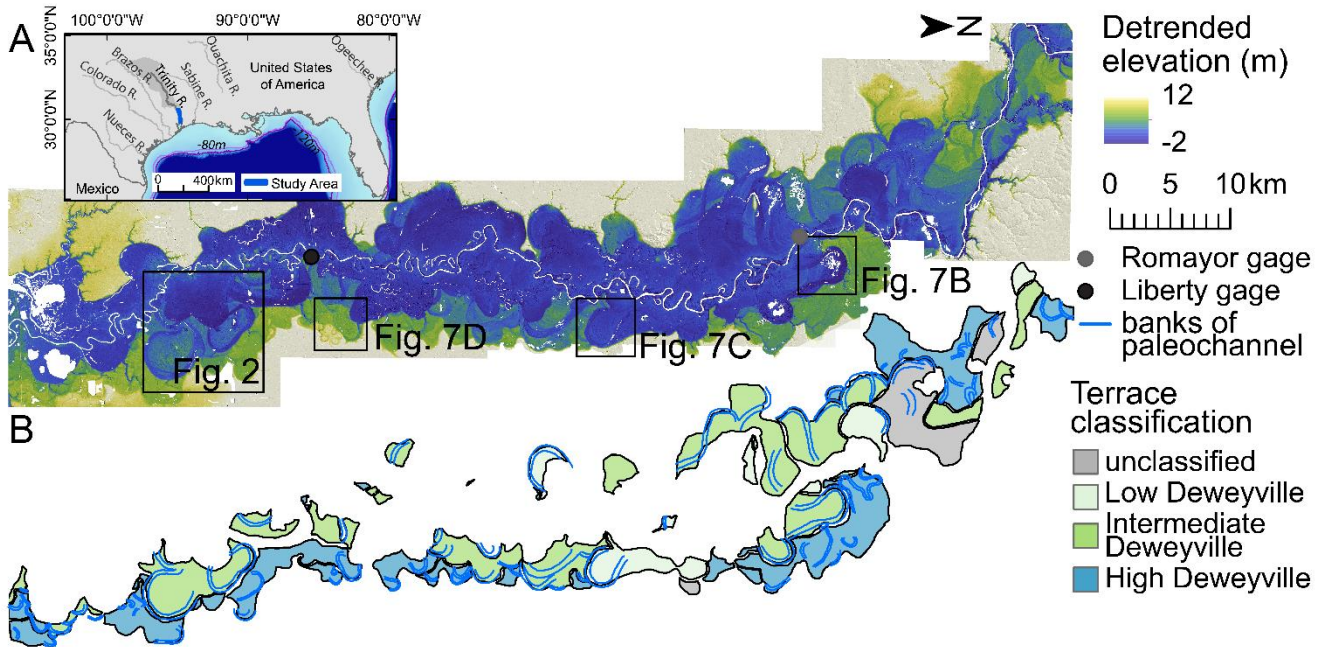 A
100°0'0"W 90°0'0"W 80°0'0"W
35°0'0"N
30°0'0"N
Ogeechee R.
Ouachita R.
Sabine R.
Trinity R.
Brazos R.
Colorado R.
Nueces R.
United States
of America
-80m
-120m
Mexico
0 400km
Study Area
N
Fig. 2
Fig. 7D
Fig. 7C
Fig. 7B
Detrended
elevation (m)
12
-2
0 5 10km
Romayor gage
Liberty gage
banks of
paleochannel
B
Terrace
classification
unclassified
Low Deweyville
Intermediate
Deweyville
High Deweyville